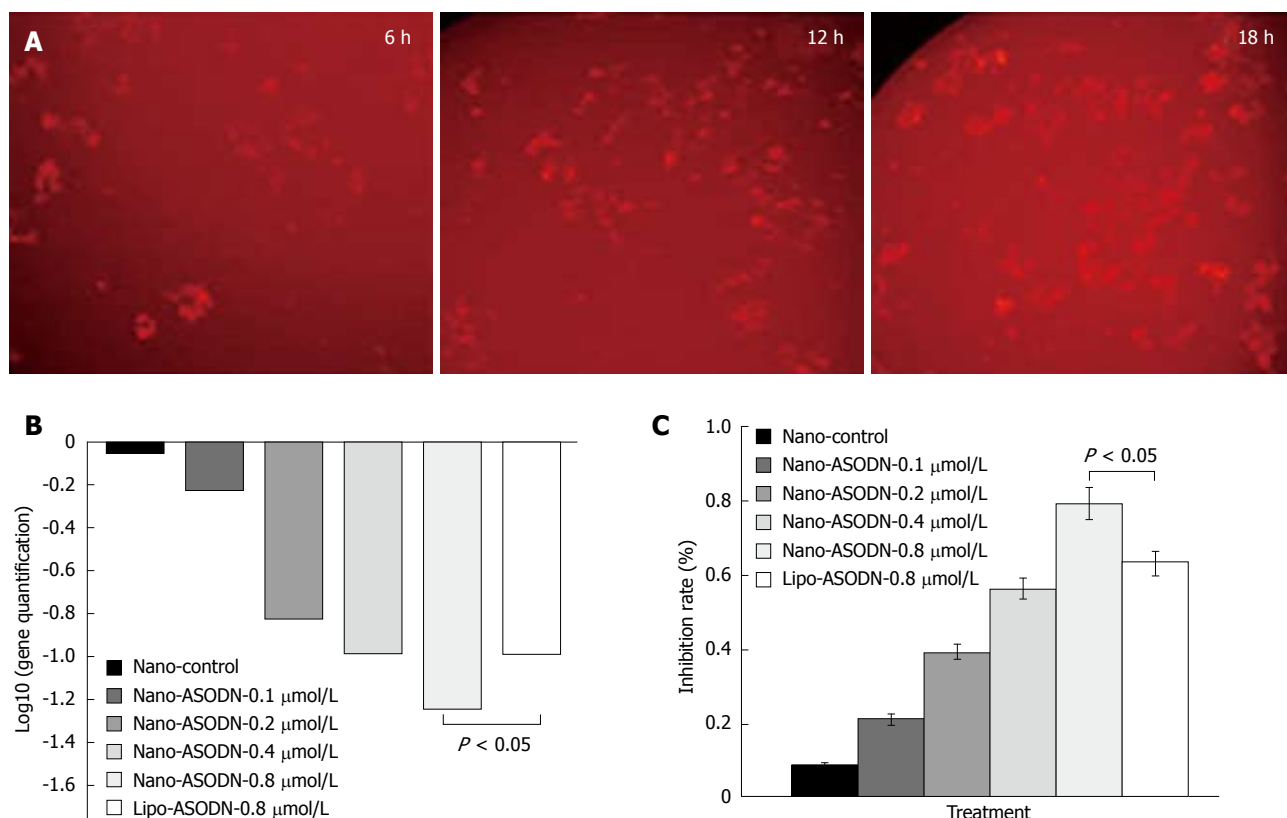 A
6 h
12 h
18 h
B
0
-0.2
-0.4
-0.6
-0.8
-1.0
-1.2
-1.4
-1.6
Log10 (gene quantification)
Nano-control
Nano-ASODN-0.1 μmol/L
Nano-ASODN-0.2 μmol/L
Nano-ASODN-0.4 μmol/L
Nano-ASODN-0.8 μmol/L
Lipo-ASODN-0.8 μmol/L
P < 0.05
C
1.0
0.8
0.6
0.4
0.2
0
Inhibition rate (%)
Nano-control
Nano-ASODN-0.1 μmol/L
Nano-ASODN-0.2 μmol/L
Nano-ASODN-0.4 μmol/L
Nano-ASODN-0.8 μmol/L
Lipo-ASODN-0.8 μmol/L
P < 0.05
Treatment